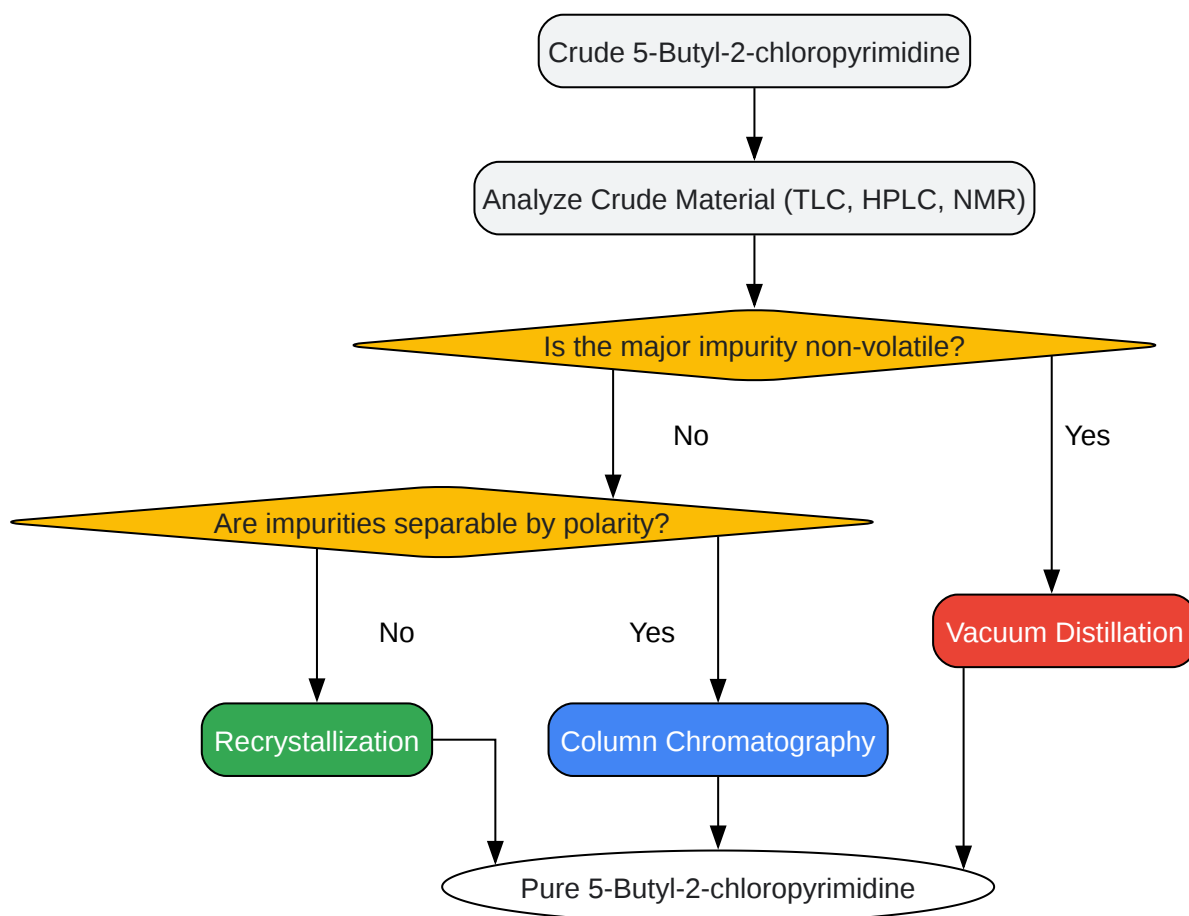 Crude 5-Butyl-2-chloropyrimidine
Analyze Crude Material (TLC, HPLC, NMR)
Is the major impurity non-volatile?
No
Yes
Are impurities separable by polarity?
No
Yes
Vacuum Distillation
Recrystallization
Column Chromatography
Pure 5-Butyl-2-chloropyrimidine